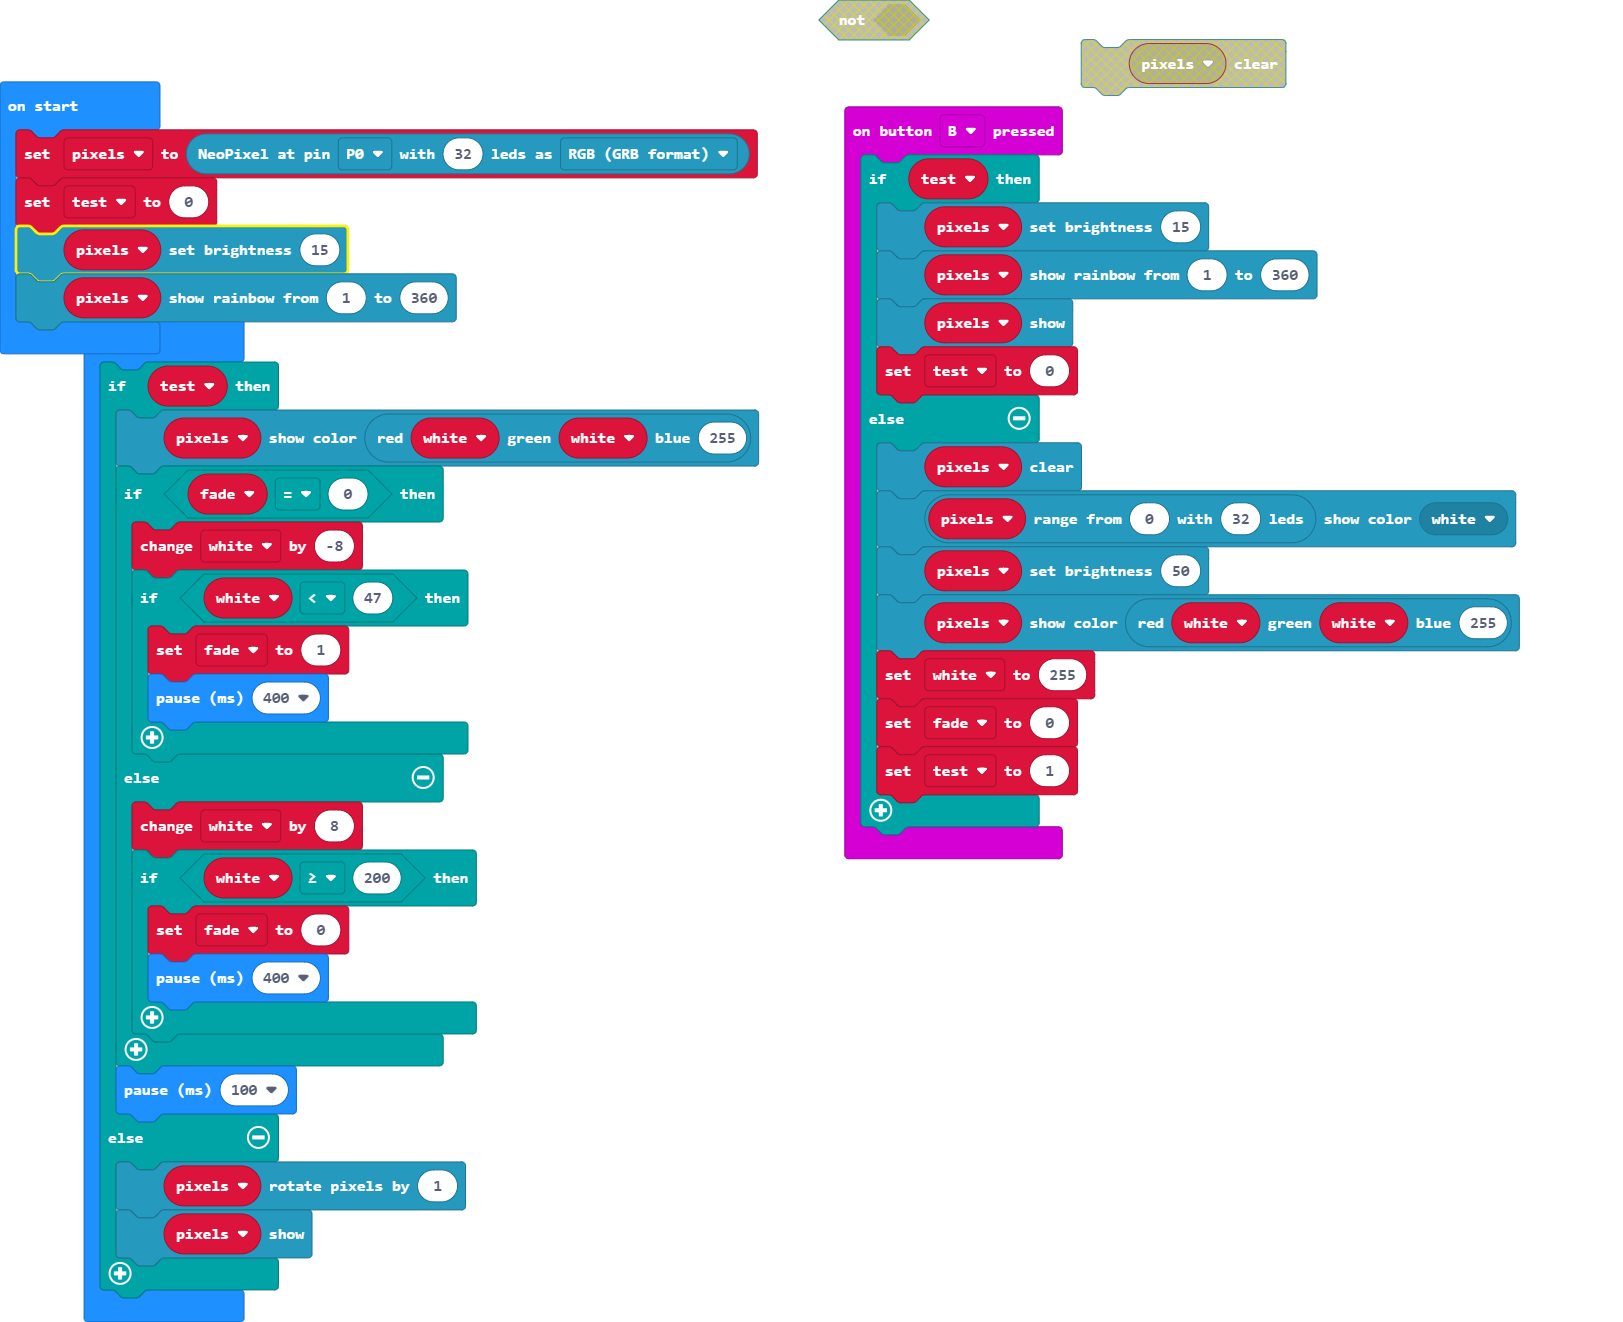 not
pixels clear
on start
set pixels to NeoPixel at pin P0 with 32 leds as RGB (GRB format)
set test to 0
pixels set brightness 15
pixels show rainbow from 1 to 360
if test then
pixels show color red white green white blue 255
if fade = 0 then
change white by -8
if white < 47 then
set fade to 1
pause (ms) 400
else
change white by 8
if white ≥ 200 then
set fade to 0
pause (ms) 400
pause (ms) 100
else
pixels rotate pixels by 1
pixels show
on button B pressed
if test then
pixels set brightness 15
pixels show rainbow from 1 to 360
pixels show
set test to 0
else
pixels clear
pixels range from 0 with 32 leds show color white
pixels set brightness 50
pixels show color red white green white blue 255
set white to 255
set fade to 0
set test to 1